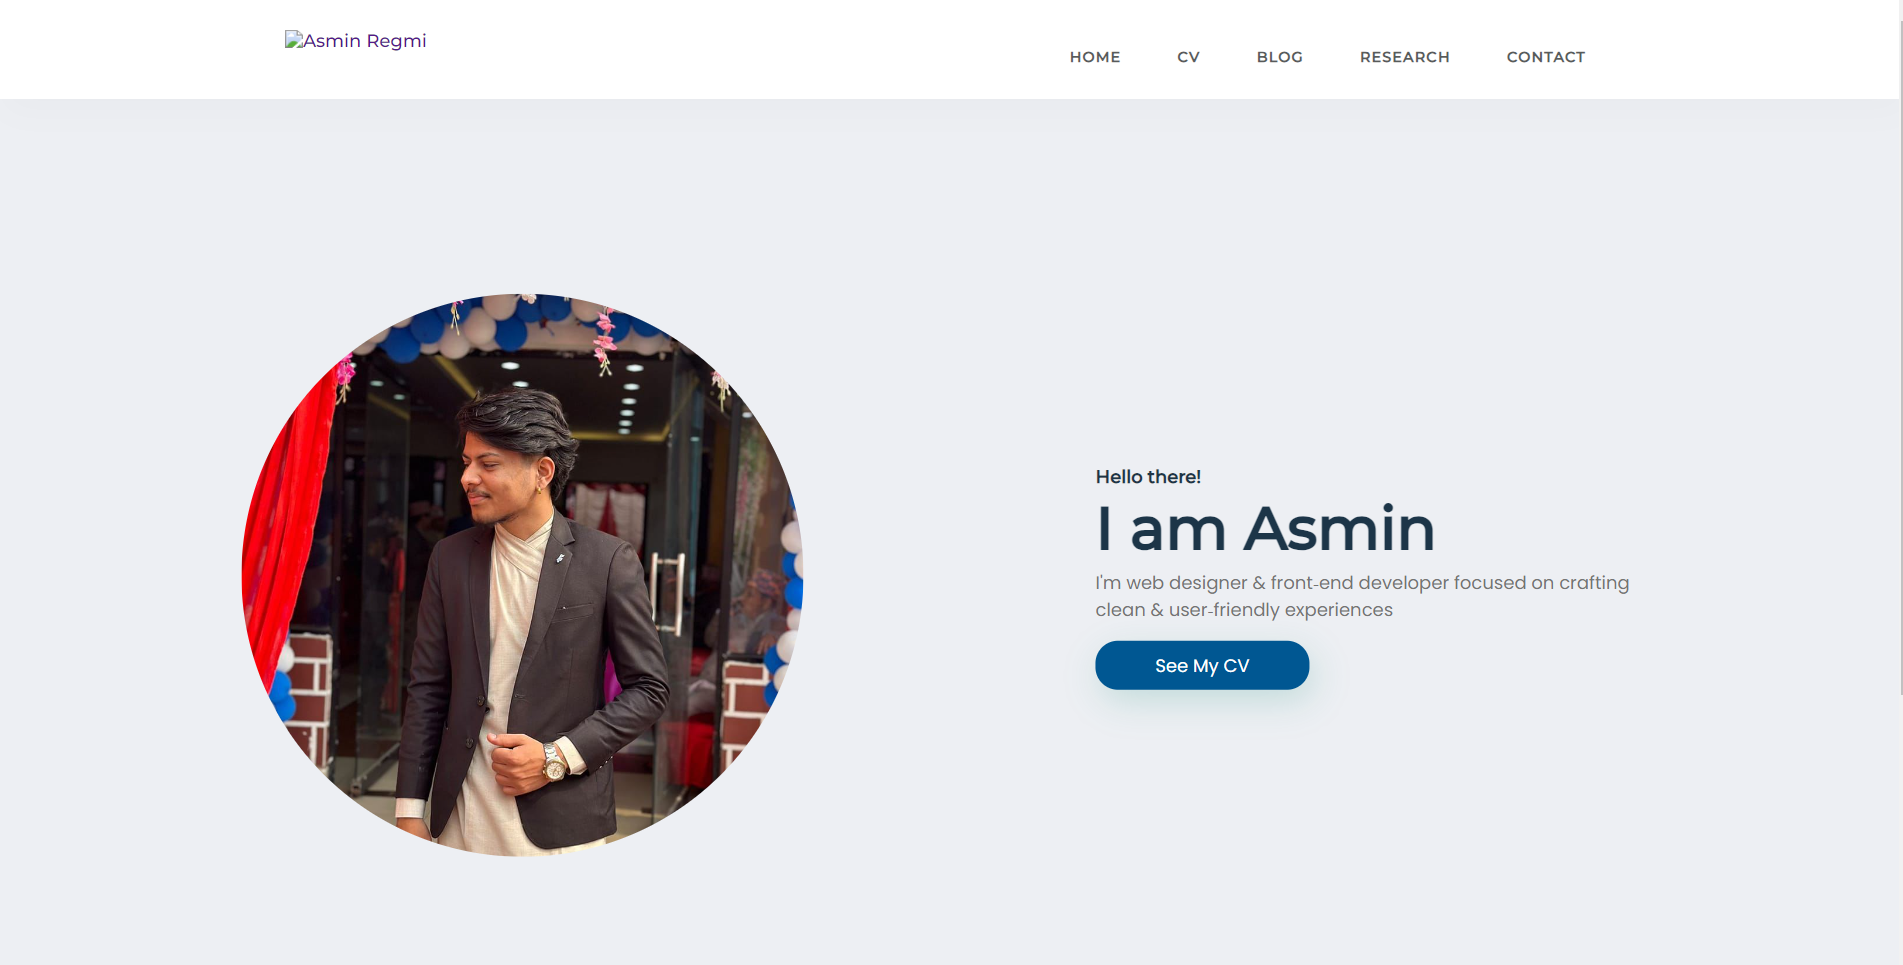 Asmin Regmi
HOME CV BLOG RESEARCH CONTACT
Hello there!
I am Asmin
I'm web designer & front-end developer focused on crafting
clean & user-friendly experiences
See My CV